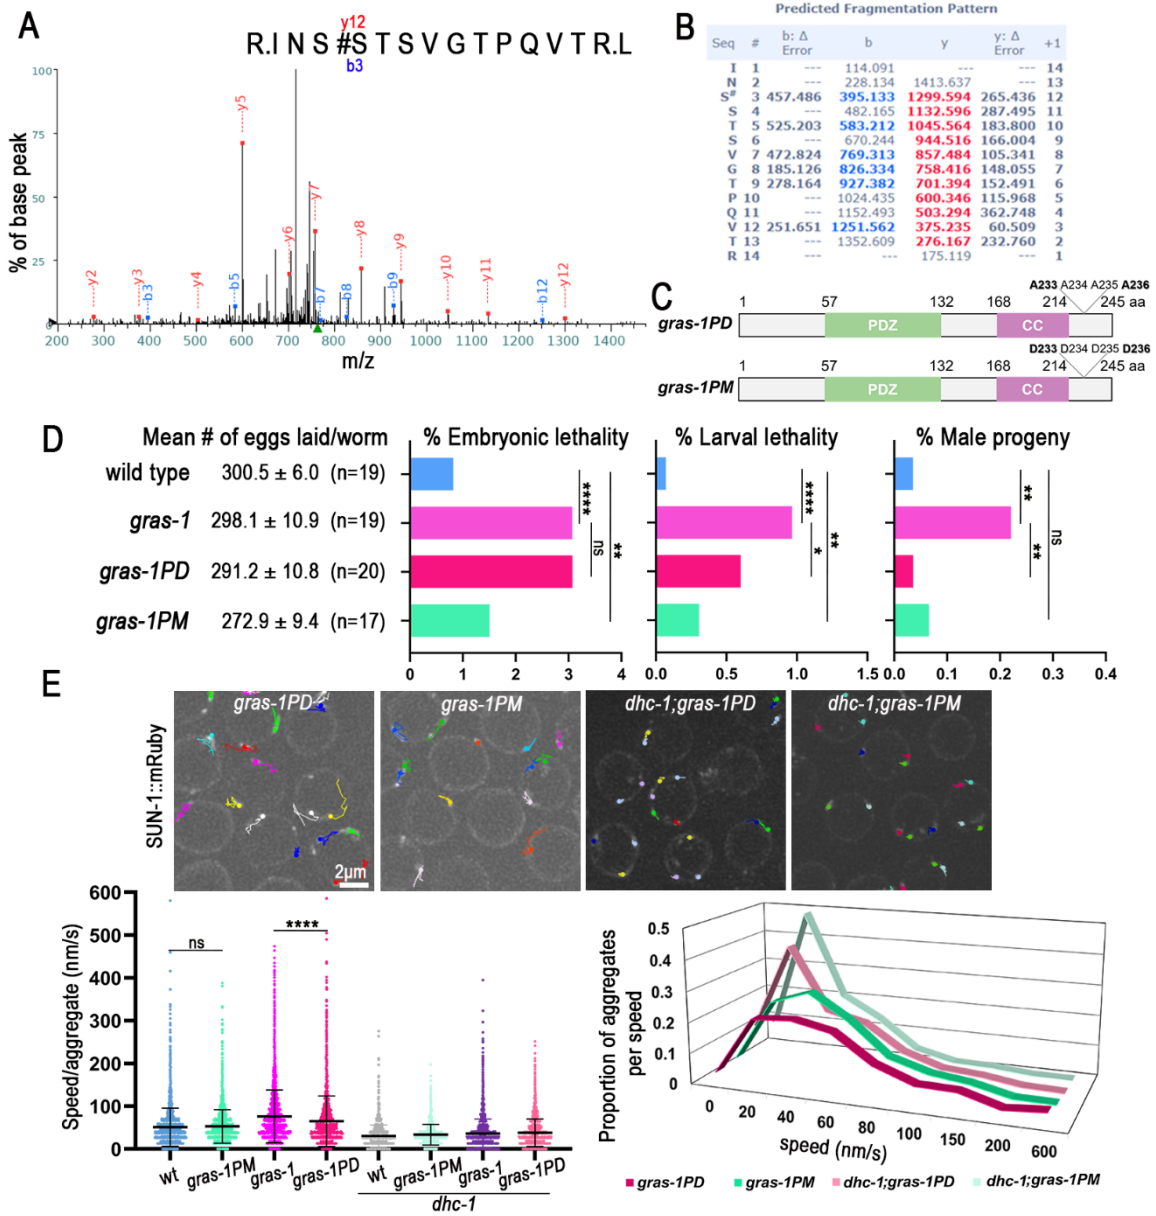 A
y12
R.I N S #S T S V G T P Q V T R.L
b3
% of base peak
100
75
50
25
0
y2
y3
b3
y4
b5
y5
y6
y7
b7
b8
y8
b9
y9
y10
y11
b12
y12
200 400 600 800 1000 1200 1400
m/z
B
Predicted Fragmentation Pattern
Seq # b: Δ Error b y y: Δ Error +1
I 1 --- 114.091 --- --- 14
N 2 --- 228.134 1413.637 --- 13
S# 3 457.486 395.133 1299.594 265.436 12
S 4 --- 482.165 1132.596 287.495 11
T 5 525.203 583.212 1045.564 183.800 10
S 6 --- 670.244 944.516 166.004 9
V 7 472.824 769.313 857.484 105.341 8
G 8 185.126 826.334 758.416 148.055 7
T 9 278.164 927.382 701.394 152.491 6
P 10 --- 1024.435 600.346 115.968 5
Q 11 --- 1152.493 503.294 362.748 4
V 12 251.651 1251.562 375.235 60.509 3
T 13 --- 1352.609 276.167 232.760 2
R 14 --- --- 175.119 --- 1
C
A233 A234 A235 A236
1 57 132 168 214 245 aa
gras-1PD PDZ CC
D233 D234 D235 D236
1 57 132 168 214 245 aa
gras-1PM PDZ CC
D
Mean # of eggs laid/worm
wild type 300.5 ± 6.0 (n=19)
gras-1 298.1 ± 10.9 (n=19)
gras-1PD 291.2 ± 10.8 (n=20)
gras-1PM 272.9 ± 9.4 (n=17)
% Embryonic lethality
****
ns
**
0 1 2 3 4
% Larval lethality
****
*
**
0.0 0.5 1.0 1.5
% Male progeny
**
**
ns
0.0 0.1 0.2 0.3 0.4
E
SUN-1::mRuby
gras-1PD
2µm
gras-1PM
dhc-1;gras-1PD
dhc-1;gras-1PM
Speed/aggregate (nm/s)
600
500
400
300
200
100
0
ns
****
wt gras-1PM gras-1 gras-1PD wt gras-1PM gras-1 gras-1PD
dhc-1
Proportion of aggregates
per speed
0.5
0.4
0.3
0.2
0.1
0
0 20 40 60 80 100 150 200 600
speed (nm/s)
gras-1PD gras-1PM dhc-1;gras-1PD dhc-1;gras-1PM